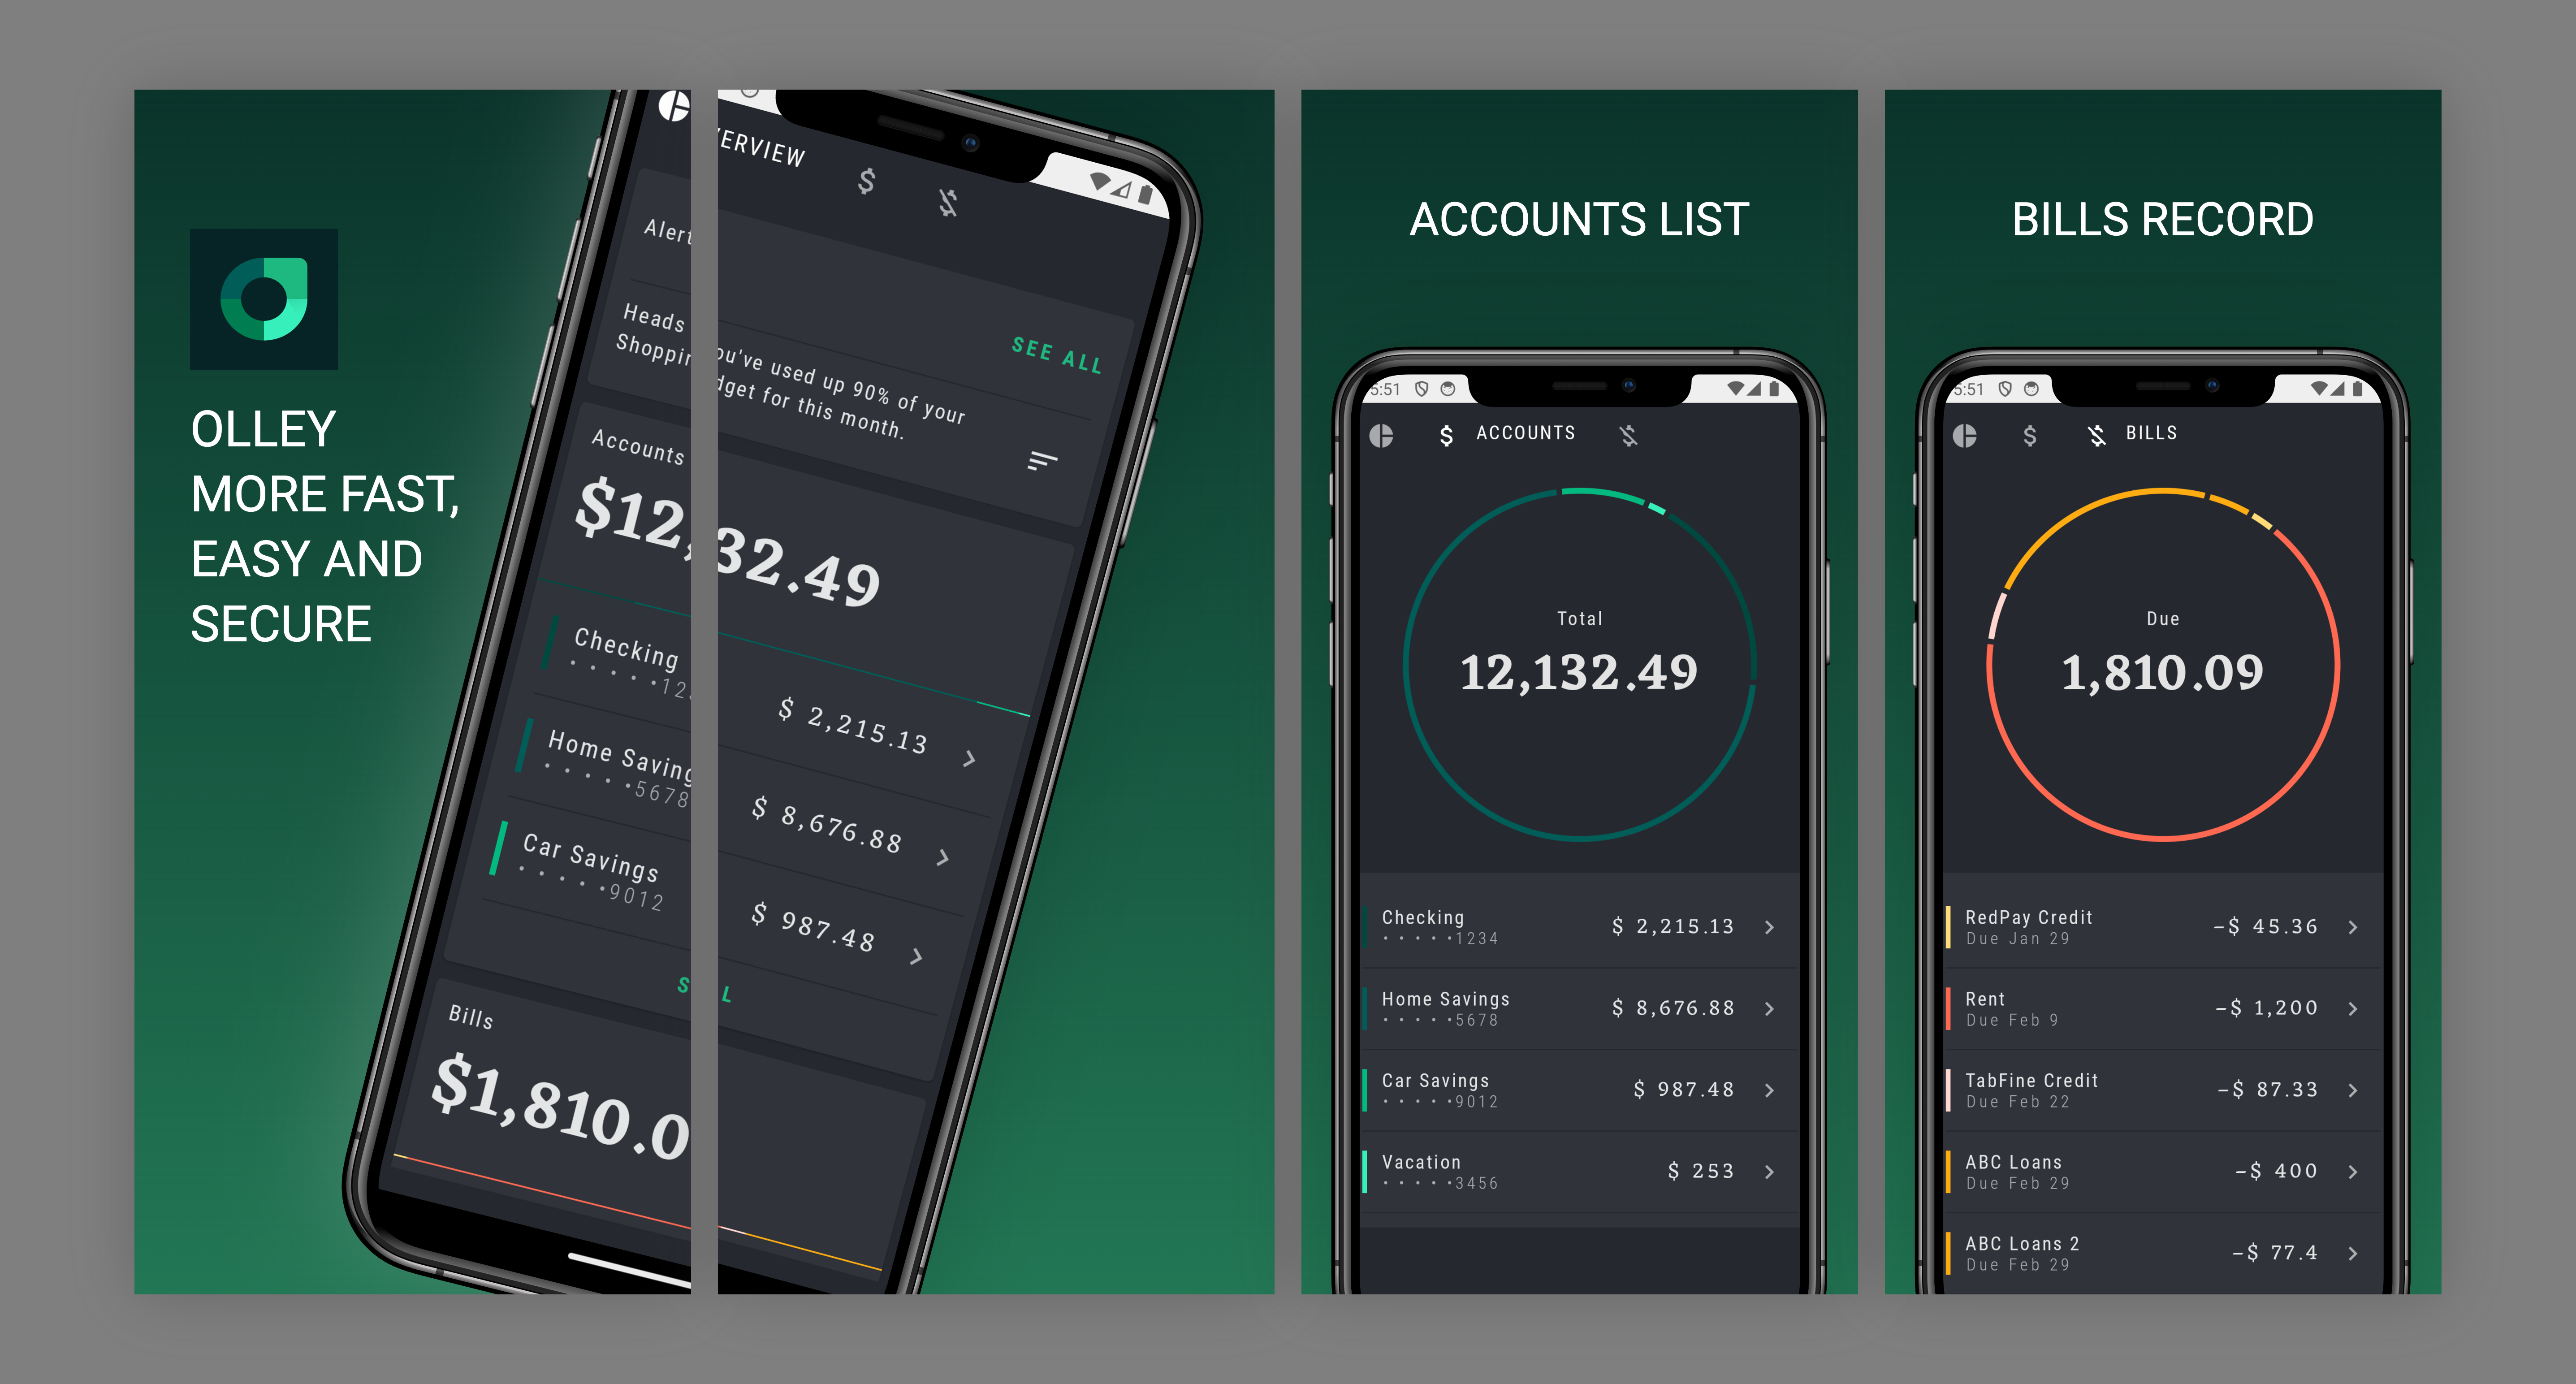 OLLEY
MORE FAST,
EASY AND
SECURE
Alert
Heads
Shoppin
Accounts
$12,
Checking
• • • • •12
Home Saving
• • • • •5678
Car Savings
• • • • •9012
S
Bills
$1,810.0
ERVIEW
$
SEE ALL
ou've used up 90% of your
dget for this month.
32.49
$ 2,215.13
$ 8,676.88
$ 987.48
L
ACCOUNTS LIST
5:51
$ ACCOUNTS
Total
12,132.49
Checking
$ 2,215.13
• • • • •1234
Home Savings
$ 8,676.88
• • • • •5678
Car Savings
$ 987.48
• • • • •9012
Vacation
$ 253
• • • • •3456
BILLS RECORD
5:51
$ BILLS
Due
1,810.09
RedPay Credit
–$ 45.36
Due Jan 29
Rent
–$ 1,200
Due Feb 9
TabFine Credit
–$ 87.33
Due Feb 22
ABC Loans
–$ 400
Due Feb 29
ABC Loans 2
–$ 77.4
Due Feb 29